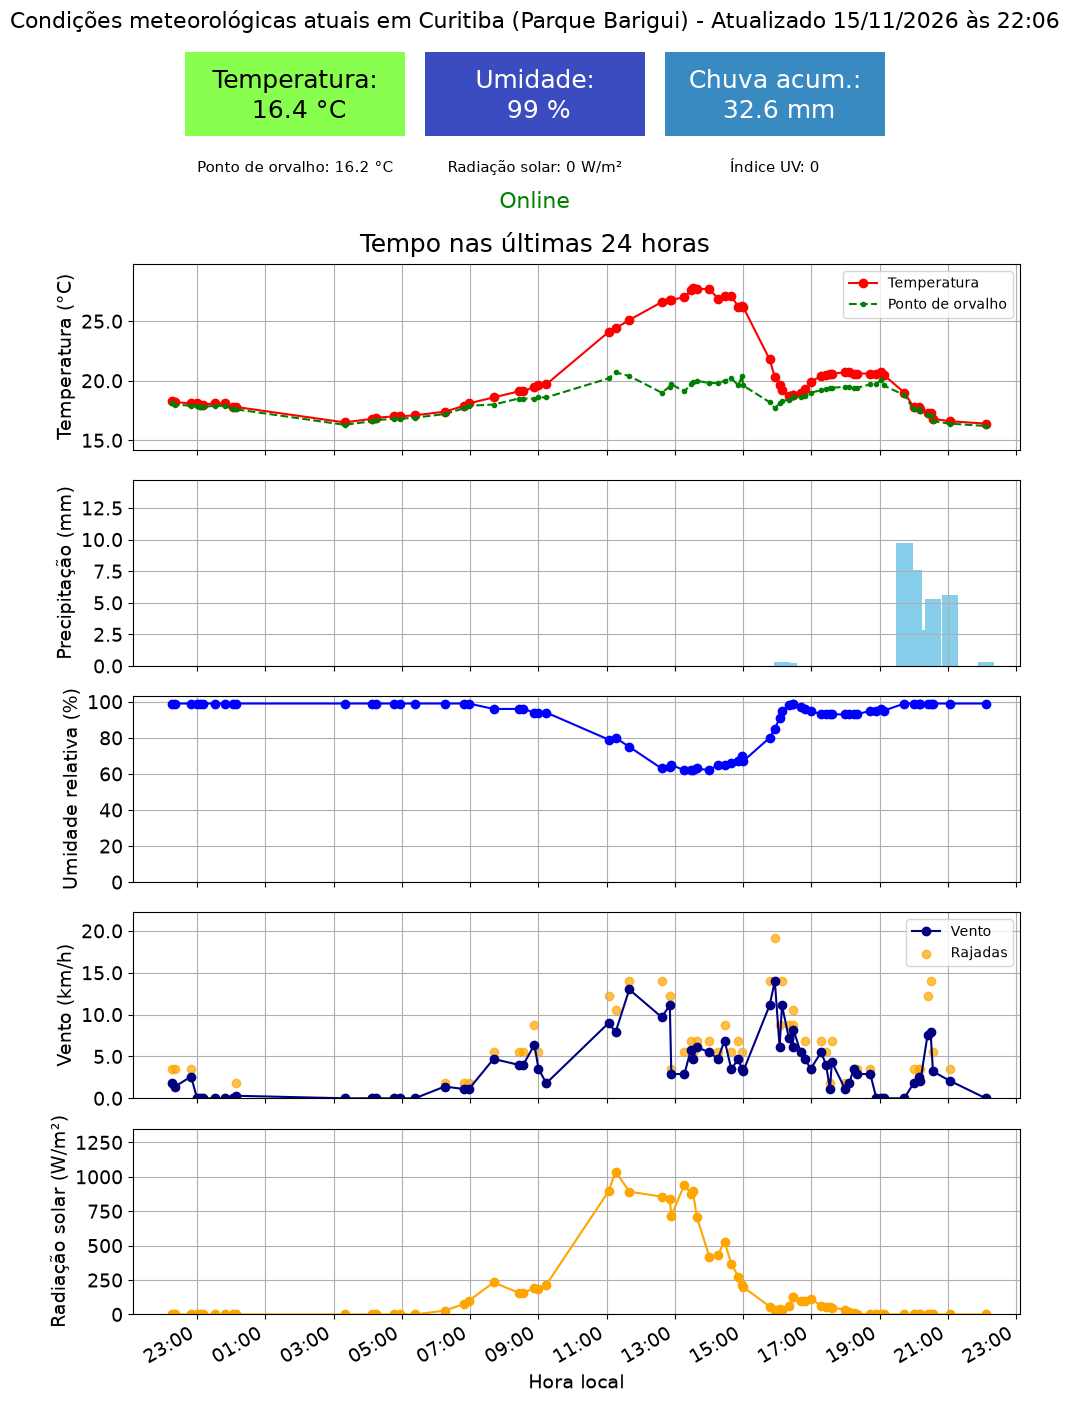 Condições meteorológicas atuais em Curitiba (Parque Barigui) - Atualizado 15/11/2026 às 22:06
Temperatura:
16.4 °C
Umidade:
99 %
Chuva acum.:
32.6 mm
Ponto de orvalho: 16.2 °C
Radiação solar: 0 W/m²
Índice UV: 0
Online
Tempo nas últimas 24 horas
Temperatura (°C)
25.0
20.0
15.0
Temperatura
Ponto de orvalho
Precipitação (mm)
12.5
10.0
7.5
5.0
2.5
0.0
Umidade relativa (%)
100
80
60
40
20
0
Vento (km/h)
20.0
15.0
10.0
5.0
0.0
Vento
Rajadas
Radiação solar (W/m²)
1250
1000
750
500
250
0
23:00
01:00
03:00
05:00
07:00
09:00
11:00
13:00
15:00
17:00
19:00
21:00
23:00
Hora local